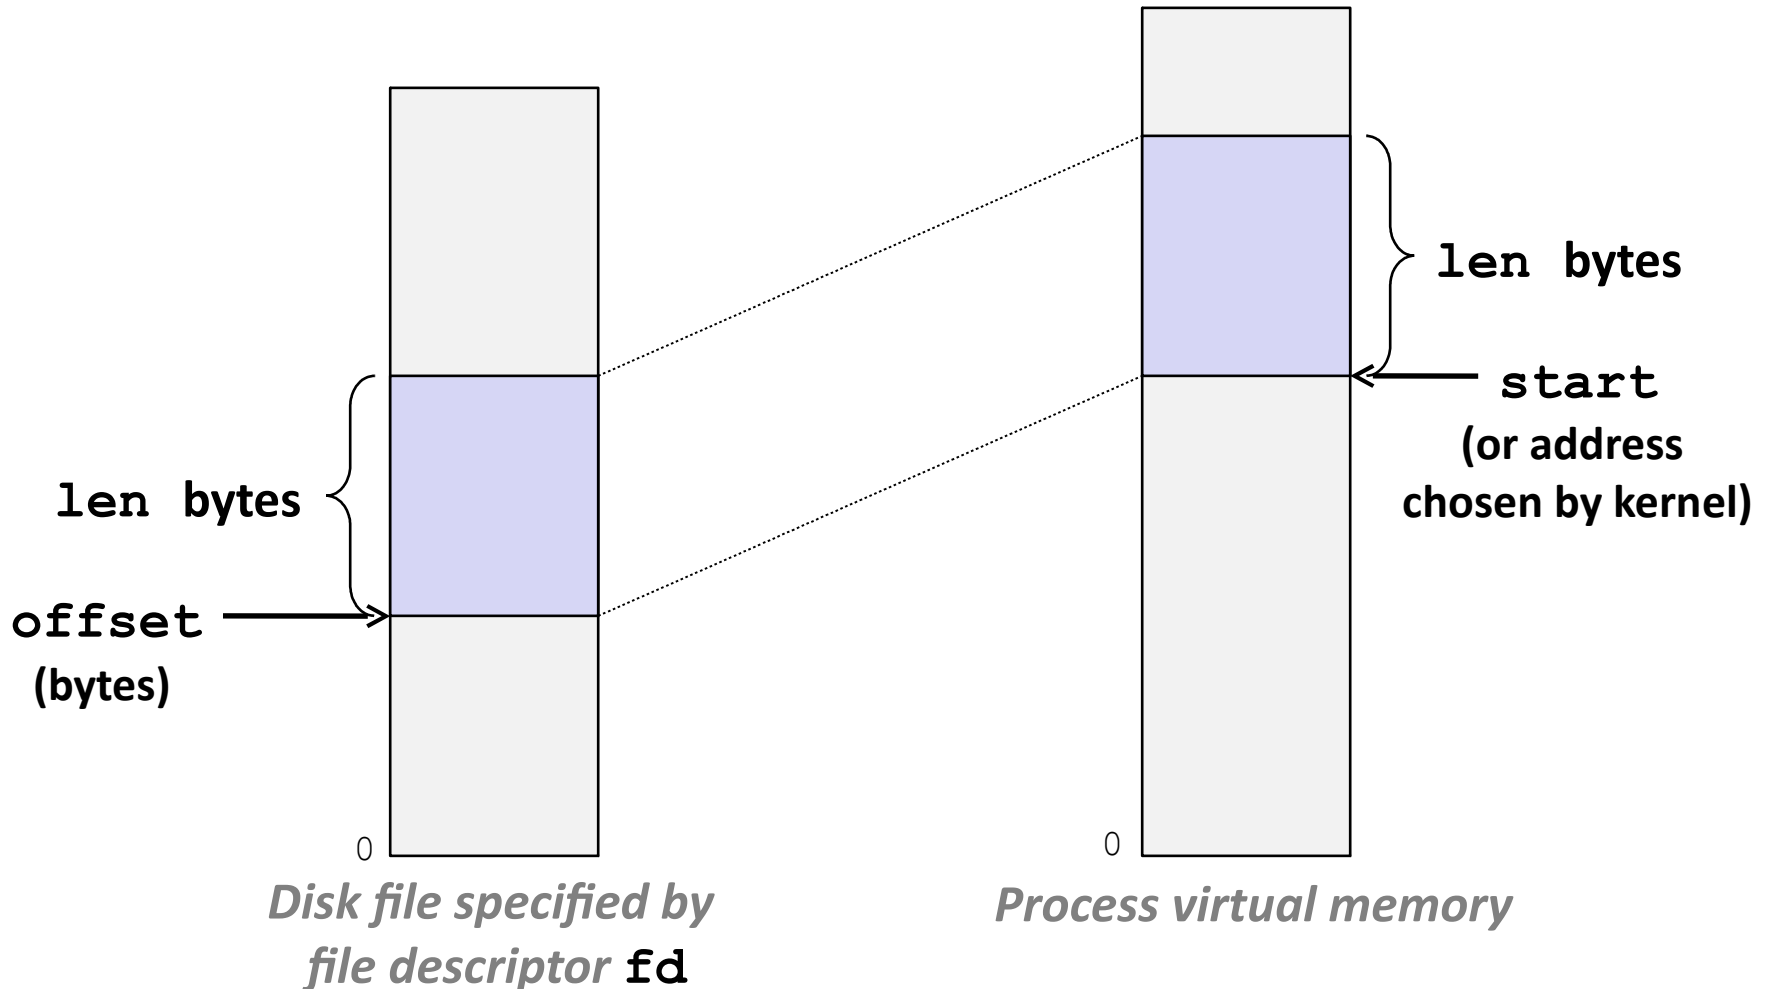 len bytes
offset
(bytes)
0
Disk file specified by
file descriptor fd
len bytes
start
(or address
chosen by kernel)
0
Process virtual memory